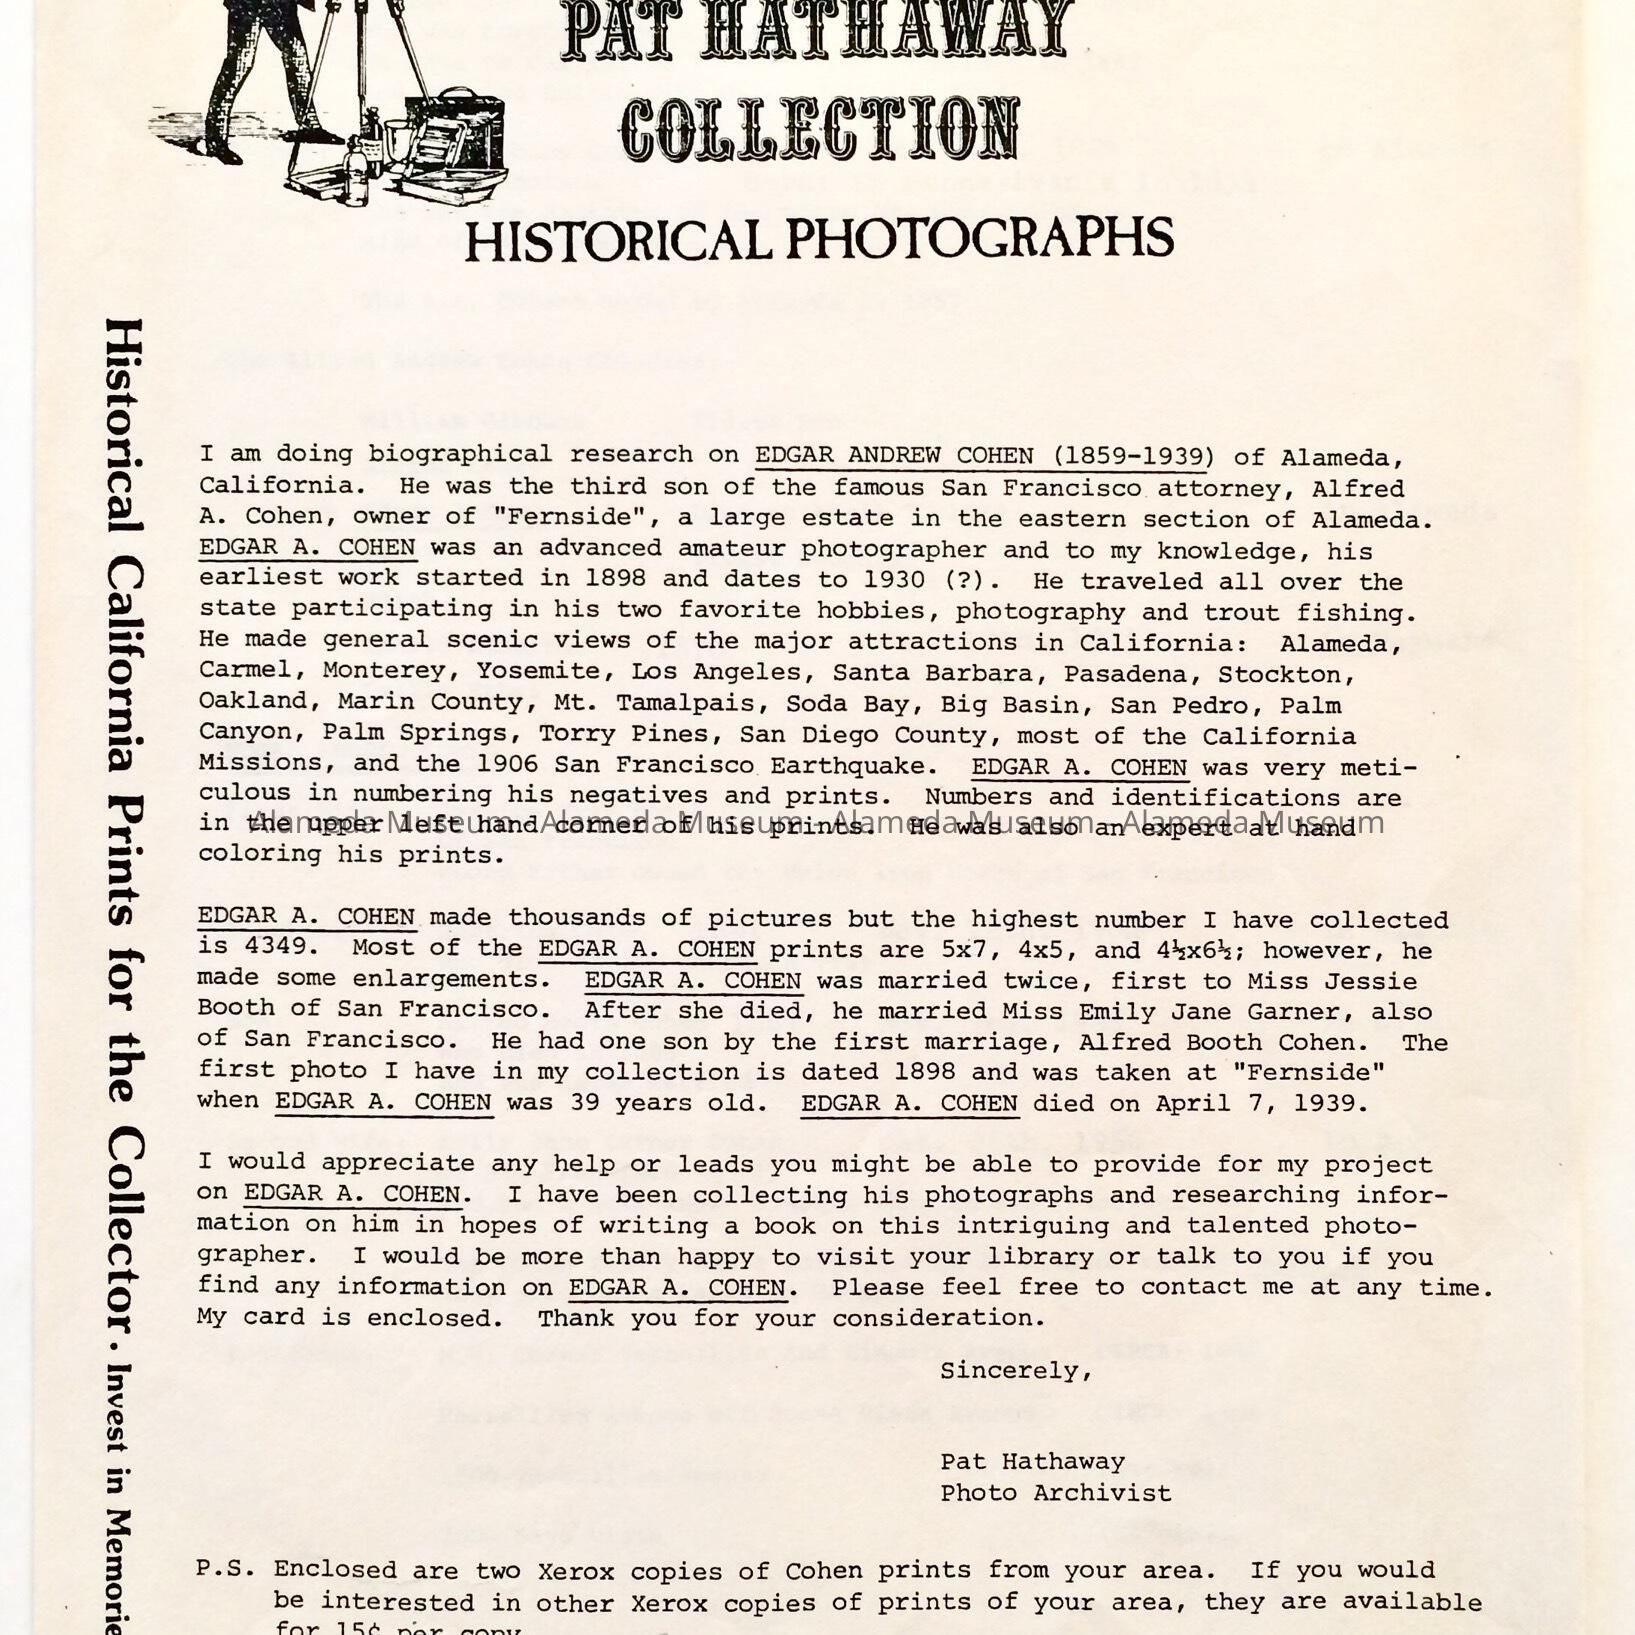 PAT HATHAWAY
COLLECTION
HISTORICAL PHOTOGRAPHS
Historical California Prints for the Collector. Invest in Memorie
I am doing biographical research on EDGAR ANDREW COHEN (1859-1939) of Alameda,
California. He was the third son of the famous San Francisco attorney, Alfred
A. Cohen, owner of "Fernside", a large estate in the eastern section of Alameda.
EDGAR A. COHEN was an advanced amateur photographer and to my knowledge, his
earliest work started in 1898 and dates to 1930 (?). He traveled all over the
state participating in his two favorite hobbies, photography and trout fishing.
He made general scenic views of the major attractions in California: Alameda,
Carmel, Monterey, Yosemite, Los Angeles, Santa Barbara, Pasadena, Stockton,
Oakland, Marin County, Mt. Tamalpais, Soda Bay, Big Basin, San Pedro, Palm
Canyon, Palm Springs, Torry Pines, San Diego County, most of the California
Missions, and the 1906 San Francisco Earthquake. EDGAR A. COHEN was very meti-
culous in numbering his negatives and prints. Numbers and identifications are
in the upper left hand corner of his prints. He was also an expert at hand
Alameda Museum - Alameda Museum - Alameda Museum - Alameda Museum
coloring his prints.
EDGAR A. COHEN made thousands of pictures but the highest number I have collected
is 4349. Most of the EDGAR A. COHEN prints are 5x7, 4x5, and 4½x6½; however, he
made some enlargements. EDGAR A. COHEN was married twice, first to Miss Jessie
Booth of San Francisco. After she died, he married Miss Emily Jane Garner, also
of San Francisco. He had one son by the first marriage, Alfred Booth Cohen. The
first photo I have in my collection is dated 1898 and was taken at "Fernside"
when EDGAR A. COHEN was 39 years old. EDGAR A. COHEN died on April 7, 1939.
I would appreciate any help or leads you might be able to provide for my project
on EDGAR A. COHEN. I have been collecting his photographs and researching infor-
mation on him in hopes of writing a book on this intriguing and talented photo-
grapher. I would be more than happy to visit your library or talk to you if you
find any information on EDGAR A. COHEN. Please feel free to contact me at any time.
My card is enclosed. Thank you for your consideration.
Sincerely,
Pat Hathaway
Photo Archivist
P.S. Enclosed are two Xerox copies of Cohen prints from your area. If you would
be interested in other Xerox copies of prints of your area, they are available
for 15¢ per copy.